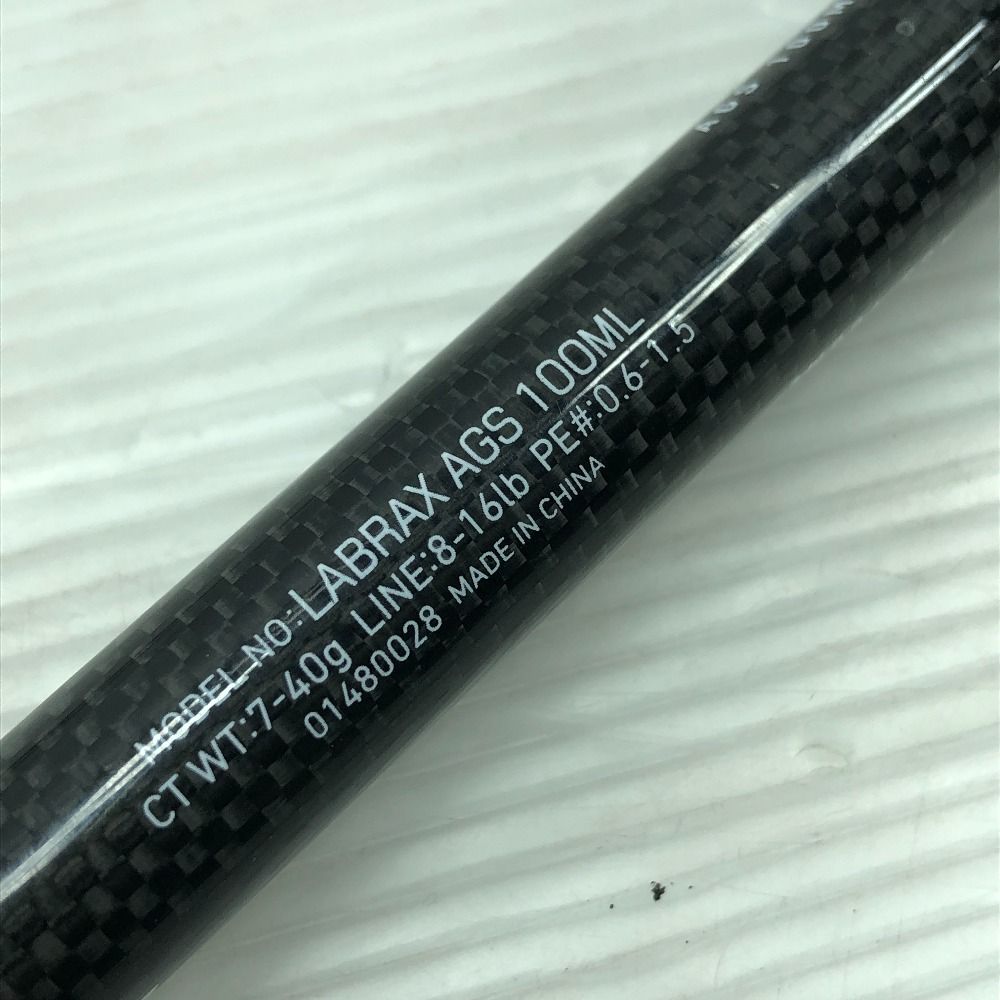 MODEL NO:LABRAX AGS 100ML
CT WT:7-40g LINE:8-16lb PE#:0.6-1.5
01480028 MADE IN CHINA